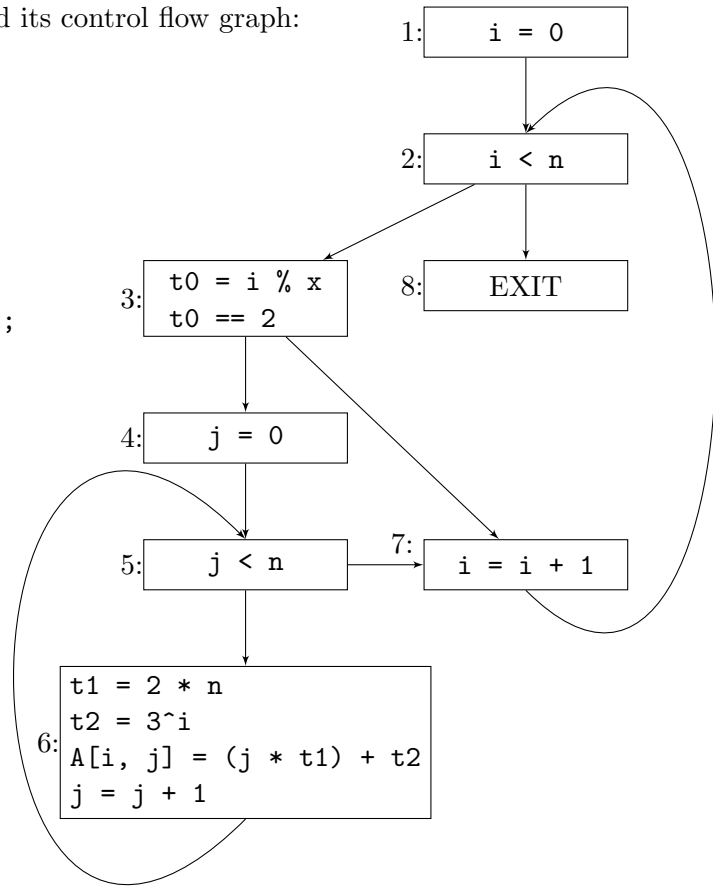 d its control flow graph:
1: i = 0
2: i < n
3: t0 = i % x
t0 == 2
8: EXIT
;
4: j = 0
5: j < n
7: i = i + 1
6: t1 = 2 * n
t2 = 3^i
A[i, j] = (j * t1) + t2
j = j + 1